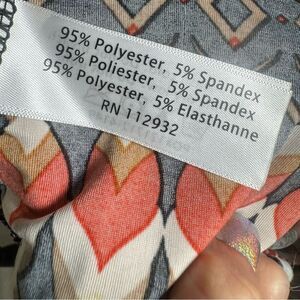 95% Polyester, 5% Spandex
95% Poliester, 5% Spandex
95% Polyester, 5% Elasthanne
RN 112932